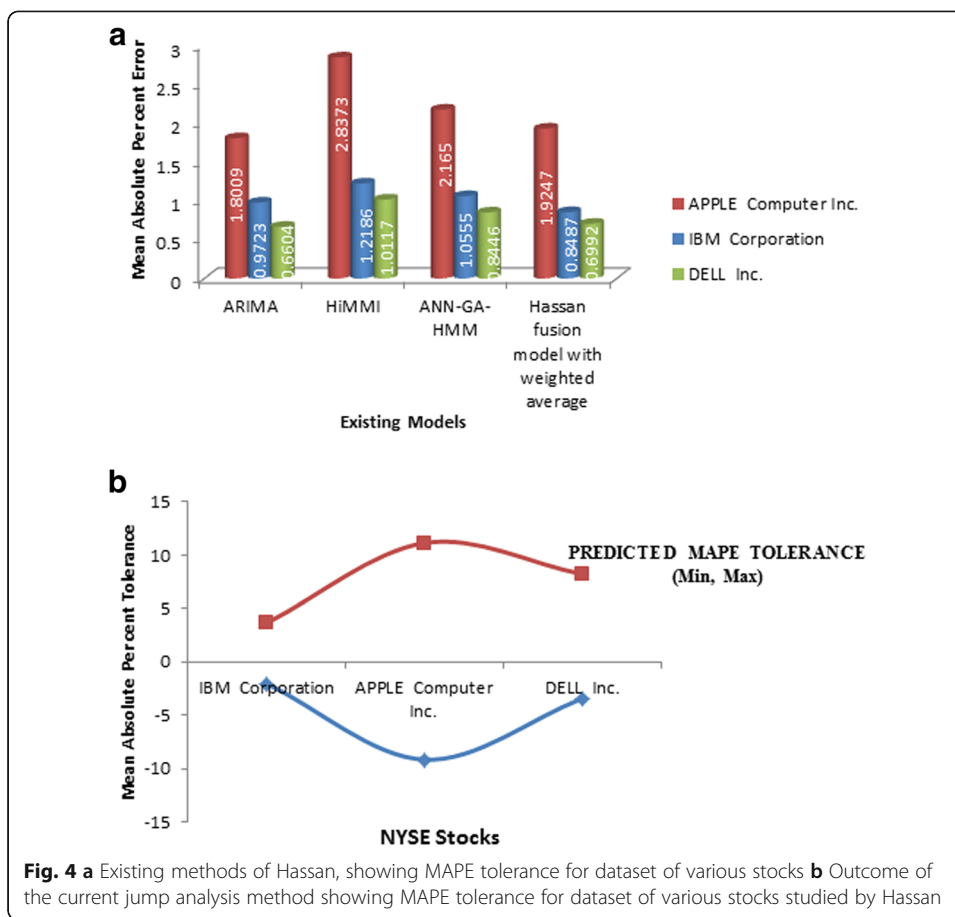 a
Mean Absolute Percent Error
3
2.5
2
1.5
1
0.5
0
1.8009
0.9723
0.6604
2.8373
1.2186
1.0117
2.165
1.0555
0.8446
1.9247
0.8487
0.6992
ARIMA
HiMMI
ANN-GA-
HMM
Hassan
fusion
model with
weighted
average
Existing Models
APPLE Computer Inc.
IBM Corporation
DELL Inc.
b
Mean Absolute Percent Tolerance
15
10
5
0
-5
-10
-15
PREDICTED MAPE TOLERANCE
(Min, Max)
IBM Corporation
APPLE Computer
Inc.
DELL Inc.
NYSE Stocks
Fig. 4 a Existing methods of Hassan, showing MAPE tolerance for dataset of various stocks b Outcome of
the current jump analysis method showing MAPE tolerance for dataset of various stocks studied by Hassan